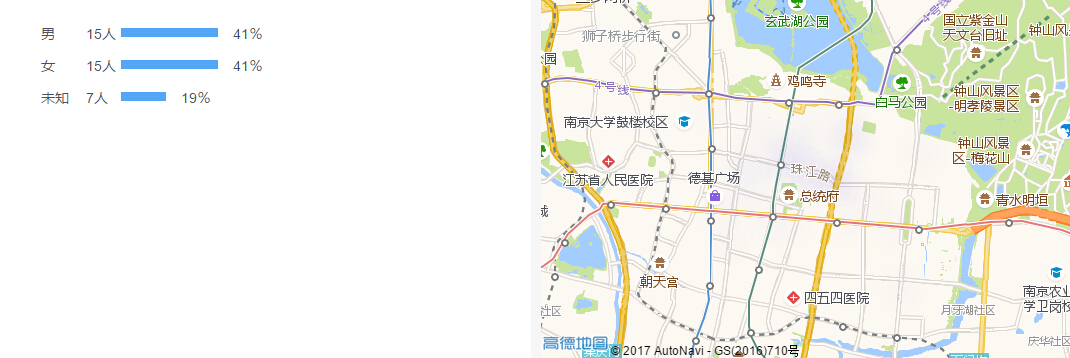 男 15人 41%
女 15人 41%
未知 7人 19%
玄武湖公园
国立紫金山
天文台旧址
钟山风
狮子桥步行街
公园
4号线
鸡鸣寺
白马公园
钟山风景区
-明孝陵景区
南京大学鼓楼校区
钟山风景
区-梅花山
江苏省人民医院
德基广场
珠江路
总统府
青水明垣
城
朝天宫
四五四医院
南京农业
学卫岗校
社区
月牙湖社区
庆华社区
高德地图
© 2017 AutoNavi - GS(2016)710号